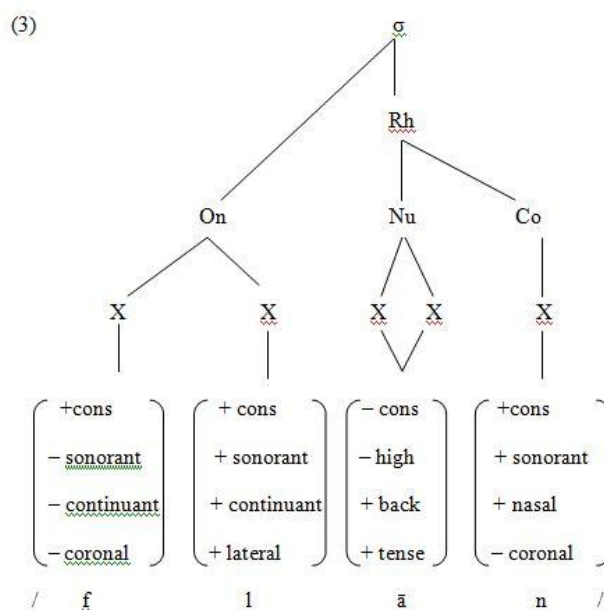 (3)
σ
Rh
On Nu Co
X X X X X
+cons + cons – cons +cons
– sonorant + sonorant – high + sonorant
– continuant + continuant + back + nasal
– coronal + lateral + tense – coronal
/ f l ā n /